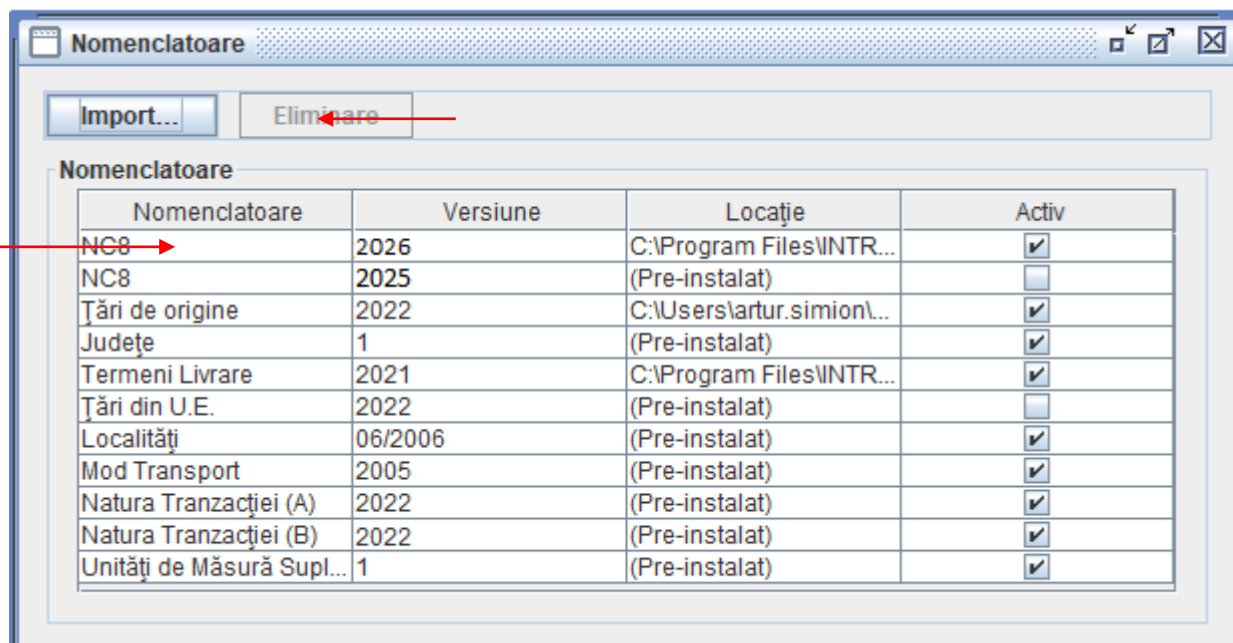 Nomenclatoare
Import... Eliminare
Nomenclatoare
Nomenclatoare Versiune Locaţie Activ
NC8 2026 C:\Program Files\INTR...
NC8 2025 (Pre-instalat)
Ţări de origine 2022 C:\Users\artur.simion\...
Judeţe 1 (Pre-instalat)
Termeni Livrare 2021 C:\Program Files\INTR...
Ţări din U.E. 2022 (Pre-instalat)
Localităţi 06/2006 (Pre-instalat)
Mod Transport 2005 (Pre-instalat)
Natura Tranzacţiei (A) 2022 (Pre-instalat)
Natura Tranzacţiei (B) 2022 (Pre-instalat)
Unităţi de Măsură Supl... 1 (Pre-instalat)